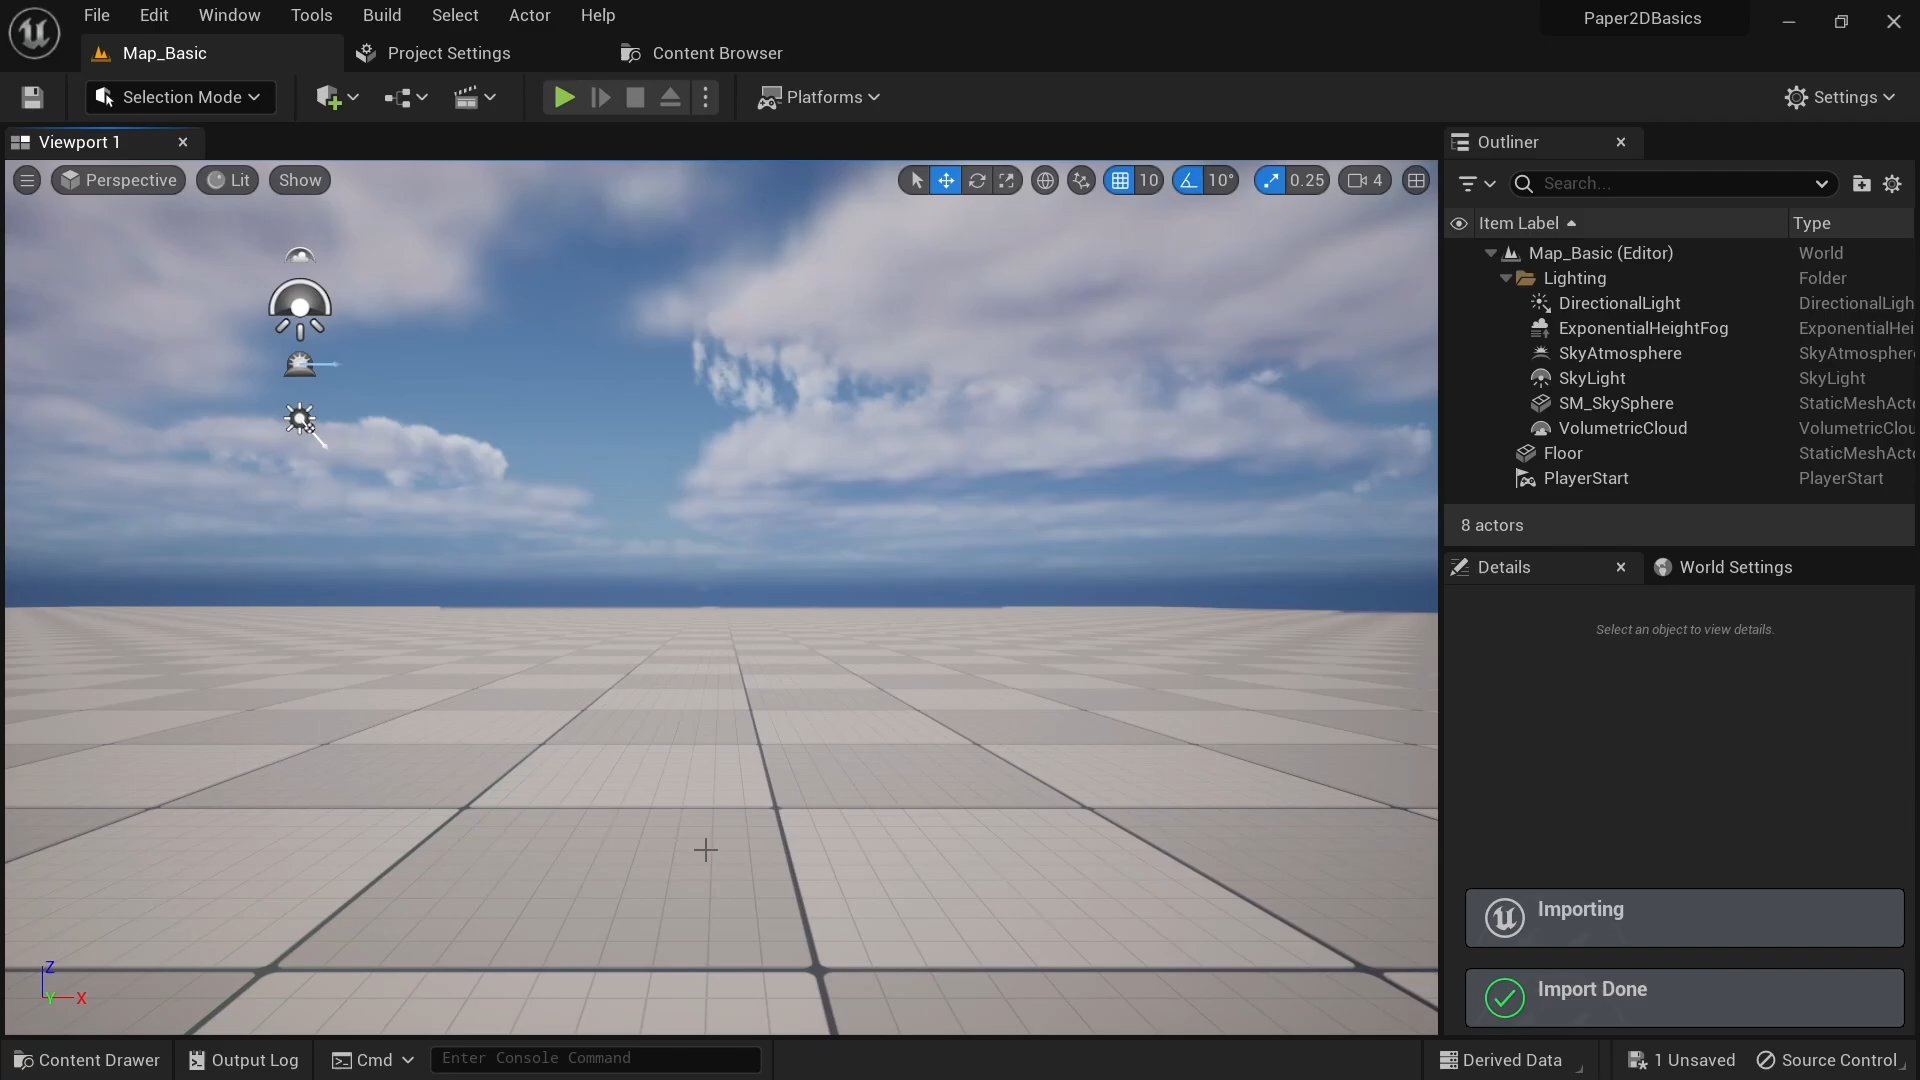 File Edit Window Tools Build Select Actor Help
Paper2DBasics
Map_Basic
Project Settings
Content Browser
Selection Mode
Platforms
Settings
Viewport 1
Perspective
Lit
Show
10
10°
0.25
4
Outliner
Search...
Item Label
Type
Map_Basic (Editor) World
Lighting Folder
DirectionalLight DirectionalLigh
ExponentialHeightFog ExponentialHei
SkyAtmosphere SkyAtmospher
SkyLight SkyLight
SM_SkySphere StaticMeshAct
VolumetricCloud VolumetricClou
Floor StaticMeshAct
PlayerStart PlayerStart
8 actors
Details
World Settings
Select an object to view details.
Importing
Import Done
Z
Y X
Content Drawer
Output Log
Cmd
Enter Console Command
Derived Data
1 Unsaved
Source Control